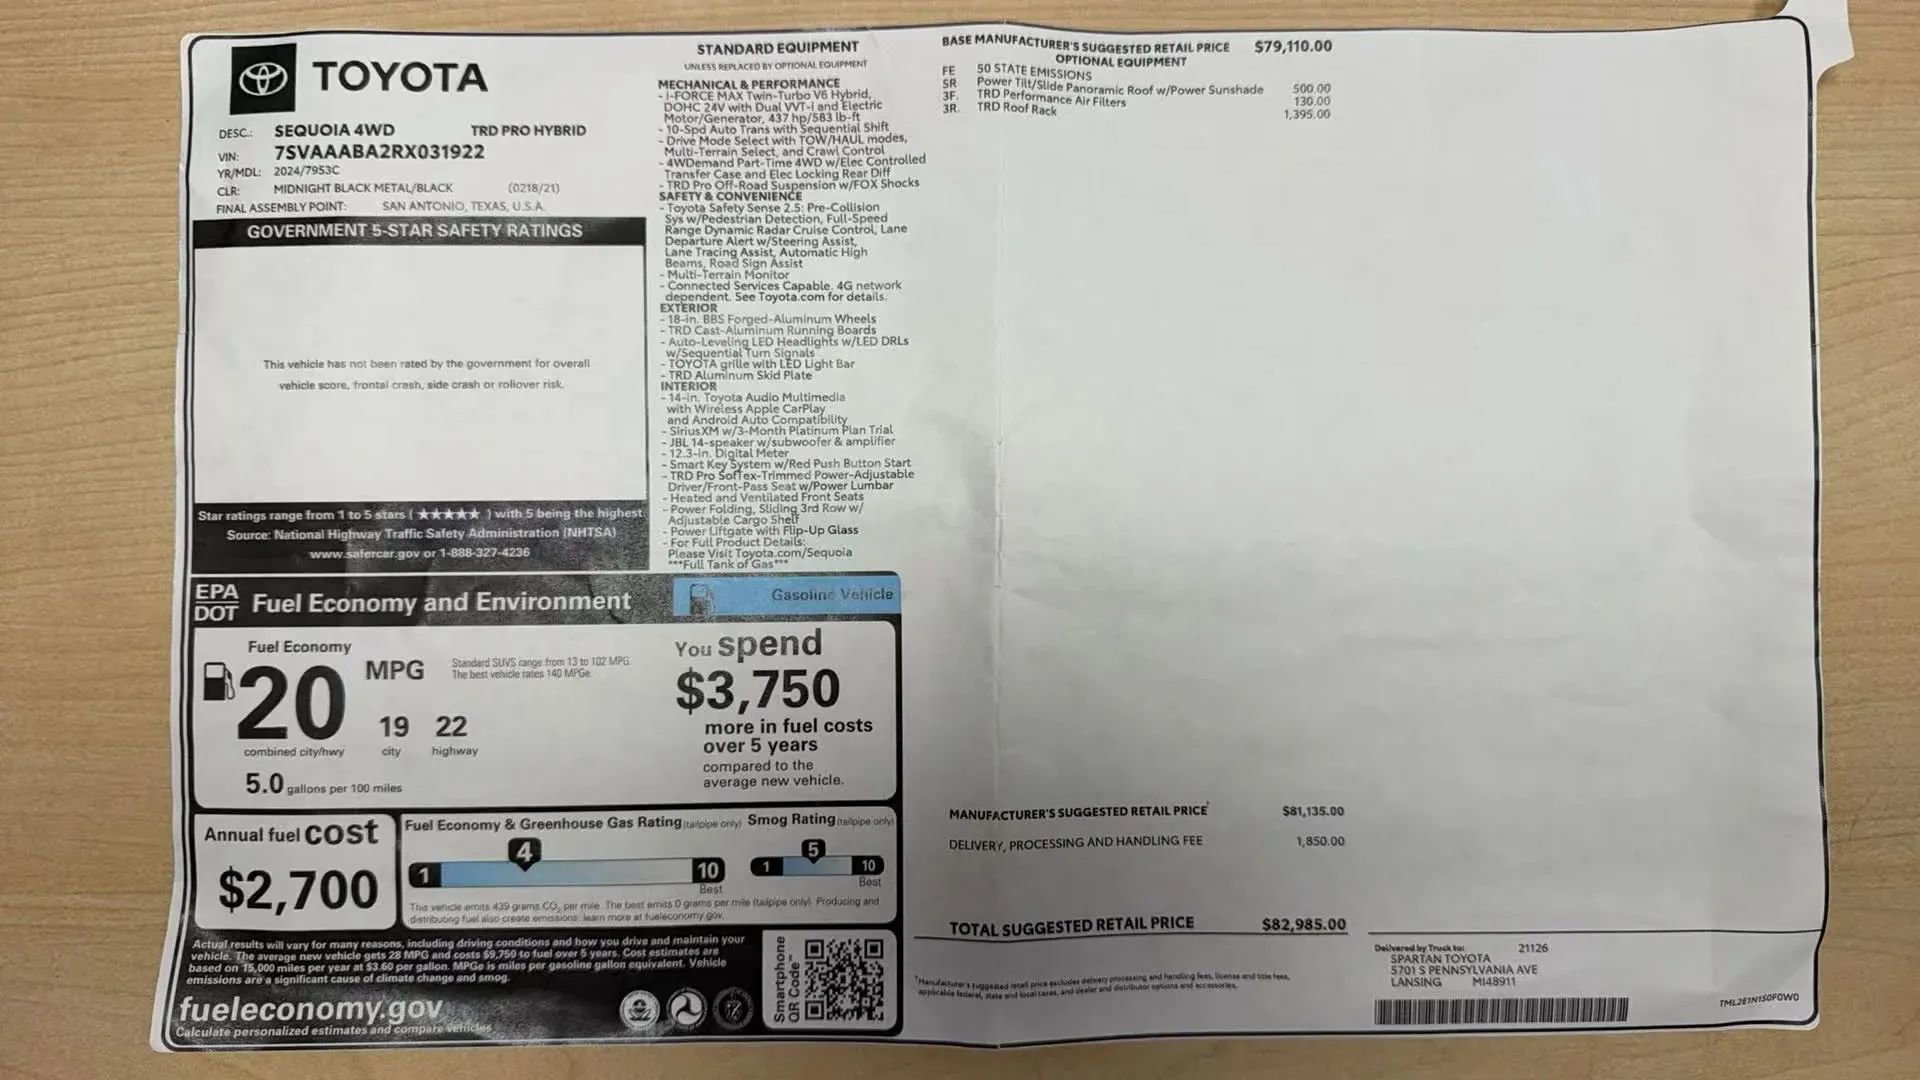 TOYOTA
DESC.: SEQUOIA 4WD TRD PRO HYBRID
VIN: 7SVAAABA2RX031922
YR/MDL: 2024/7953C
CLR: MIDNIGHT BLACK METAL/BLACK (0218/21)
FINAL ASSEMBLY POINT: SAN ANTONIO, TEXAS, U.S.A.
GOVERNMENT 5-STAR SAFETY RATINGS
This vehicle has not been rated by the government for overall
vehicle score, frontal crash, side crash or rollover risk.
Star ratings range from 1 to 5 stars ( ★★★★★ ) with 5 being the highest.
Source: National Highway Traffic Safety Administration (NHTSA)
www.safercar.gov or 1-888-327-4236
STANDARD EQUIPMENT
UNLESS REPLACED BY OPTIONAL EQUIPMENT
MECHANICAL & PERFORMANCE
- i-FORCE MAX Twin-Turbo V6 Hybrid,
DOHC 24V with Dual VVT-i and Electric
Motor/Generator, 437 hp/583 lb-ft
- 10-Spd Auto Trans with Sequential Shift
- Drive Mode Select with TOW/HAUL modes,
Multi-Terrain Select, and Crawl Control
- 4WDemand Part-Time 4WD w/Elec Controlled
Transfer Case and Elec Locking Rear Diff
- TRD Pro Off-Road Suspension w/FOX Shocks
SAFETY & CONVENIENCE
- Toyota Safety Sense 2.5: Pre-Collision
Sys w/Pedestrian Detection, Full-Speed
Range Dynamic Radar Cruise Control, Lane
Departure Alert w/Steering Assist,
Lane Tracing Assist, Automatic High
Beams, Road Sign Assist
- Multi-Terrain Monitor
- Connected Services Capable. 4G network
dependent. See Toyota.com for details.
EXTERIOR
- 18-in. BBS Forged-Aluminum Wheels
- TRD Cast-Aluminum Running Boards
- Auto-Leveling LED Headlights w/LED DRLs
w/Sequential Turn Signals
- TOYOTA grille with LED Light Bar
- TRD Aluminum Skid Plate
INTERIOR
- 14-in. Toyota Audio Multimedia
with Wireless Apple CarPlay
and Android Auto Compatibility
- SiriusXM w/3-Month Platinum Plan Trial
- JBL 14-speaker w/subwoofer & amplifier
- 12.3-in. Digital Meter
- Smart Key System w/Red Push Button Start
- TRD Pro SofTex-Trimmed Power-Adjustable
Driver/Front-Pass Seat w/Power Lumbar
- Heated and Ventilated Front Seats
- Power Folding, Sliding 3rd Row w/
Adjustable Cargo Shelf
- Power Liftgate with Flip-Up Glass
- For Full Product Details:
Please Visit Toyota.com/Sequoia
***Full Tank of Gas***
BASE MANUFACTURER'S SUGGESTED RETAIL PRICE $79,110.00
OPTIONAL EQUIPMENT
FE 50 STATE EMISSIONS
SR Power Tilt/Slide Panoramic Roof w/Power Sunshade 500.00
3F. TRD Performance Air Filters 130.00
3R. TRD Roof Rack 1,395.00
EPA
DOT
Fuel Economy and Environment
Gasoline Vehicle
Fuel Economy
20 MPG
combined city/hwy
19
city
22
highway
5.0 gallons per 100 miles
Standard SUVS range from 13 to 102 MPG.
The best vehicle rates 140 MPGe.
You spend
$3,750
more in fuel costs
over 5 years
compared to the
average new vehicle.
Annual fuel cost
$2,700
Fuel Economy & Greenhouse Gas Rating (tailpipe only)
1 4 10
Best
Smog Rating (tailpipe only)
1 5 10
Best
This vehicle emits 439 grams CO₂ per mile. The best emits 0 grams per mile (tailpipe only). Producing and
distributing fuel also create emissions; learn more at fueleconomy.gov.
Actual results will vary for many reasons, including driving conditions and how you drive and maintain your
vehicle. The average new vehicle gets 28 MPG and costs $9,750 to fuel over 5 years. Cost estimates are
based on 15,000 miles per year at $3.60 per gallon. MPGe is miles per gasoline gallon equivalent. Vehicle
emissions are a significant cause of climate change and smog.
fueleconomy.gov
Calculate personalized estimates and compare vehicles
Smartphone
QR Code™
MANUFACTURER'S SUGGESTED RETAIL PRICE† $81,135.00
DELIVERY, PROCESSING AND HANDLING FEE 1,850.00
TOTAL SUGGESTED RETAIL PRICE $82,985.00
†Manufacturer's suggested retail price excludes delivery processing and handling fees, license and title fees,
applicable federal, state and local taxes, and dealer and distributor options and accessories.
Delivered by Truck to: 21126
SPARTAN TOYOTA
5701 S PENNSYLVANIA AVE
LANSING MI48911
TML2E1N1S0F0W0